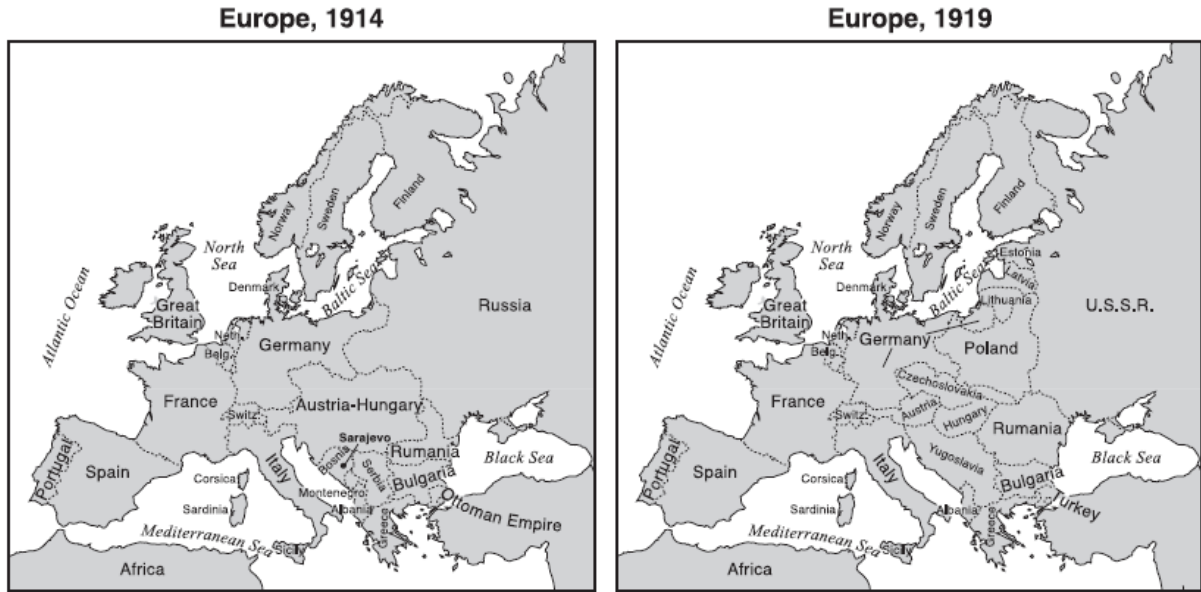 Europe, 1914
Norway
Sweden
Finland
North
Sea
Atlantic Ocean
Denmark
Baltic Sea
Great
Britain
Russia
Neth.
Belg.
Germany
France
Switz.
Austria-Hungary
Sarajevo
Bosnia
Serbia
Rumania
Black Sea
Portugal
Spain
Corsica
Italy
Montenegro
Bulgaria
Sardinia
Albania
Greece
Ottoman Empire
Mediterranean Sea
Sicily
Africa
Europe, 1919
Norway
Sweden
Finland
North
Sea
Atlantic Ocean
Estonia
Latvia
Denmark
Baltic Sea
Lithuania
Great
Britain
U.S.S.R.
Neth.
Belg.
Germany
Poland
Czechoslovakia
France
Switz.
Austria
Hungary
Rumania
Yugoslavia
Black Sea
Portugal
Spain
Corsica
Italy
Bulgaria
Sardinia
Albania
Greece
Turkey
Mediterranean Sea
Sicily
Africa